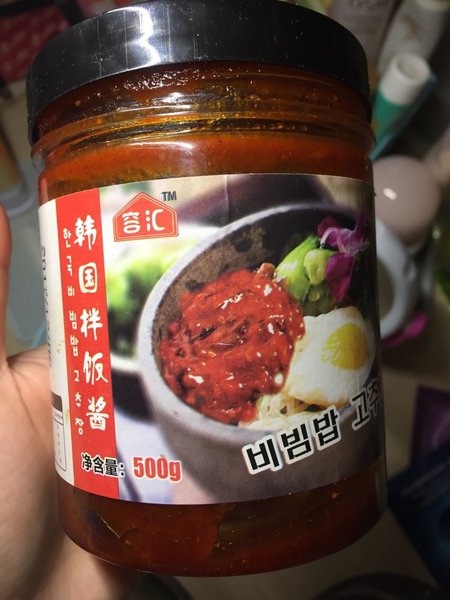 容汇 TM
韩国拌饭酱
한국비빔밥고추장
净含量: 500g
비빔밥 고추